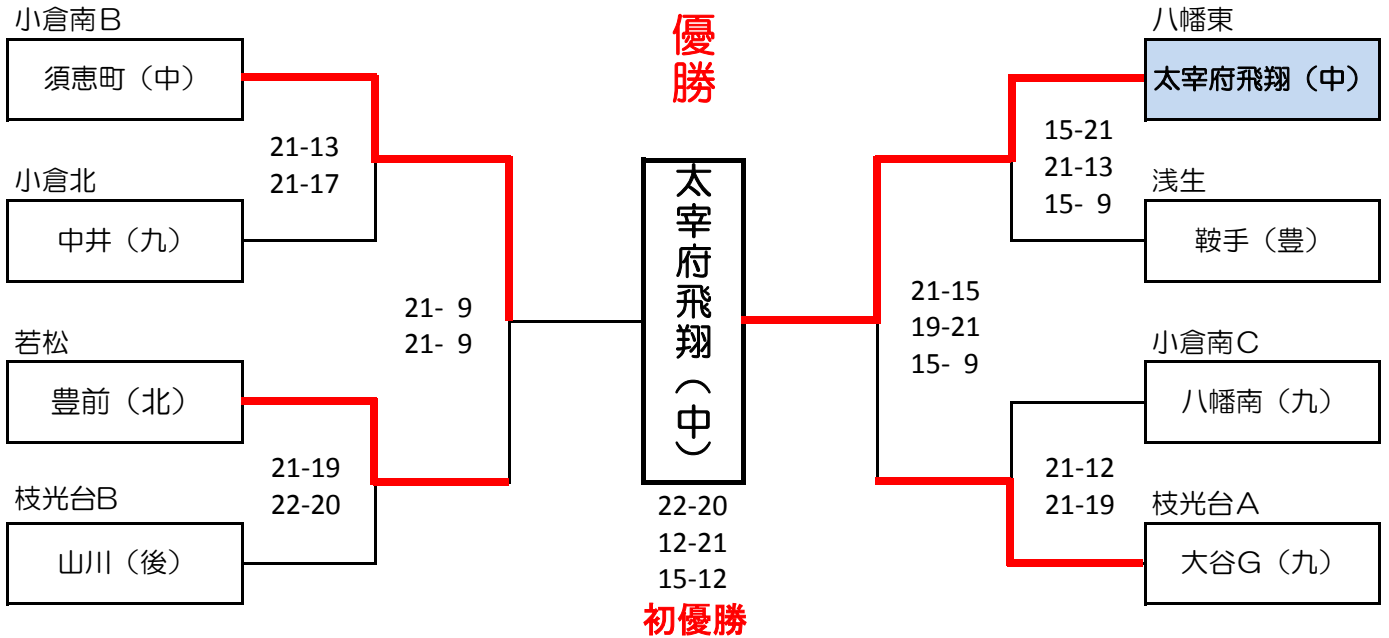 小倉南B
須恵町（中）
21-13
21-17
小倉北
中井（九）
21- 9
21- 9
若松
豊前（北）
21-19
22-20
枝光台B
山川（後）
優勝
太宰府飛翔（中）
22-20
12-21
15-12
初優勝
八幡東
太宰府飛翔（中）
15-21
21-13
15- 9
浅生
鞍手（豊）
21-15
19-21
15- 9
小倉南C
八幡南（九）
21-12
21-19
枝光台A
大谷G（九）